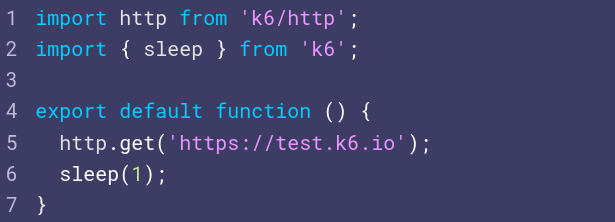 1 import http from 'k6/http';
2 import { sleep } from 'k6';
3
4 export default function () {
5   http.get('https://test.k6.io');
6   sleep(1);
7 }